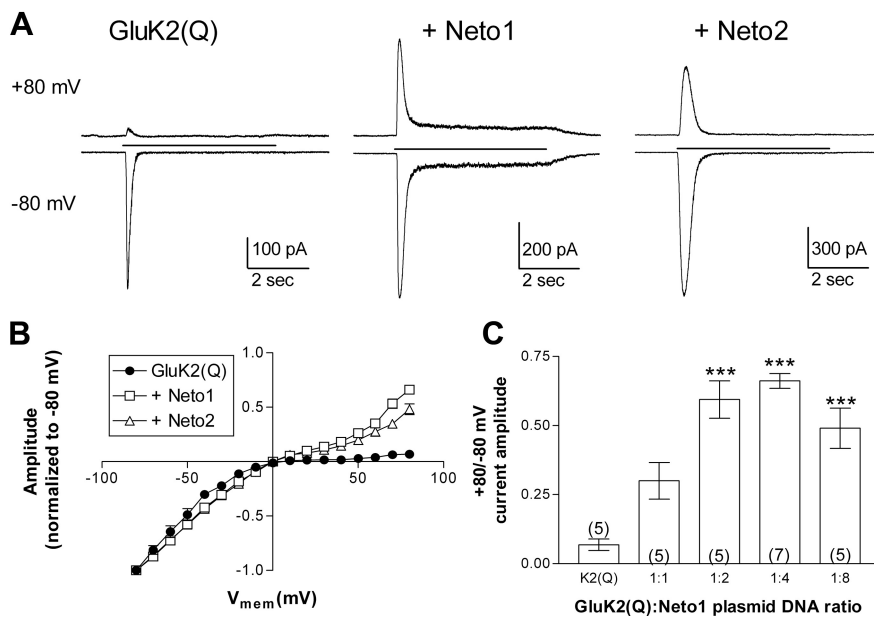 A
GluK2(Q)
+ Neto1
+ Neto2
+80 mV
-80 mV
100 pA
2 sec
200 pA
2 sec
300 pA
2 sec
B
Amplitude
(normalized to -80 mV)
GluK2(Q)
+ Neto1
+ Neto2
1.0
0.5
-0.5
-1.0
-100
-50
50
100
Vmem(mV)
C
+80/-80 mV
current amplitude
0.75
0.50
0.25
0.00
***
***
***
(5)
(5)
(5)
(7)
(5)
K2(Q)
1:1
1:2
1:4
1:8
GluK2(Q):Neto1 plasmid DNA ratio